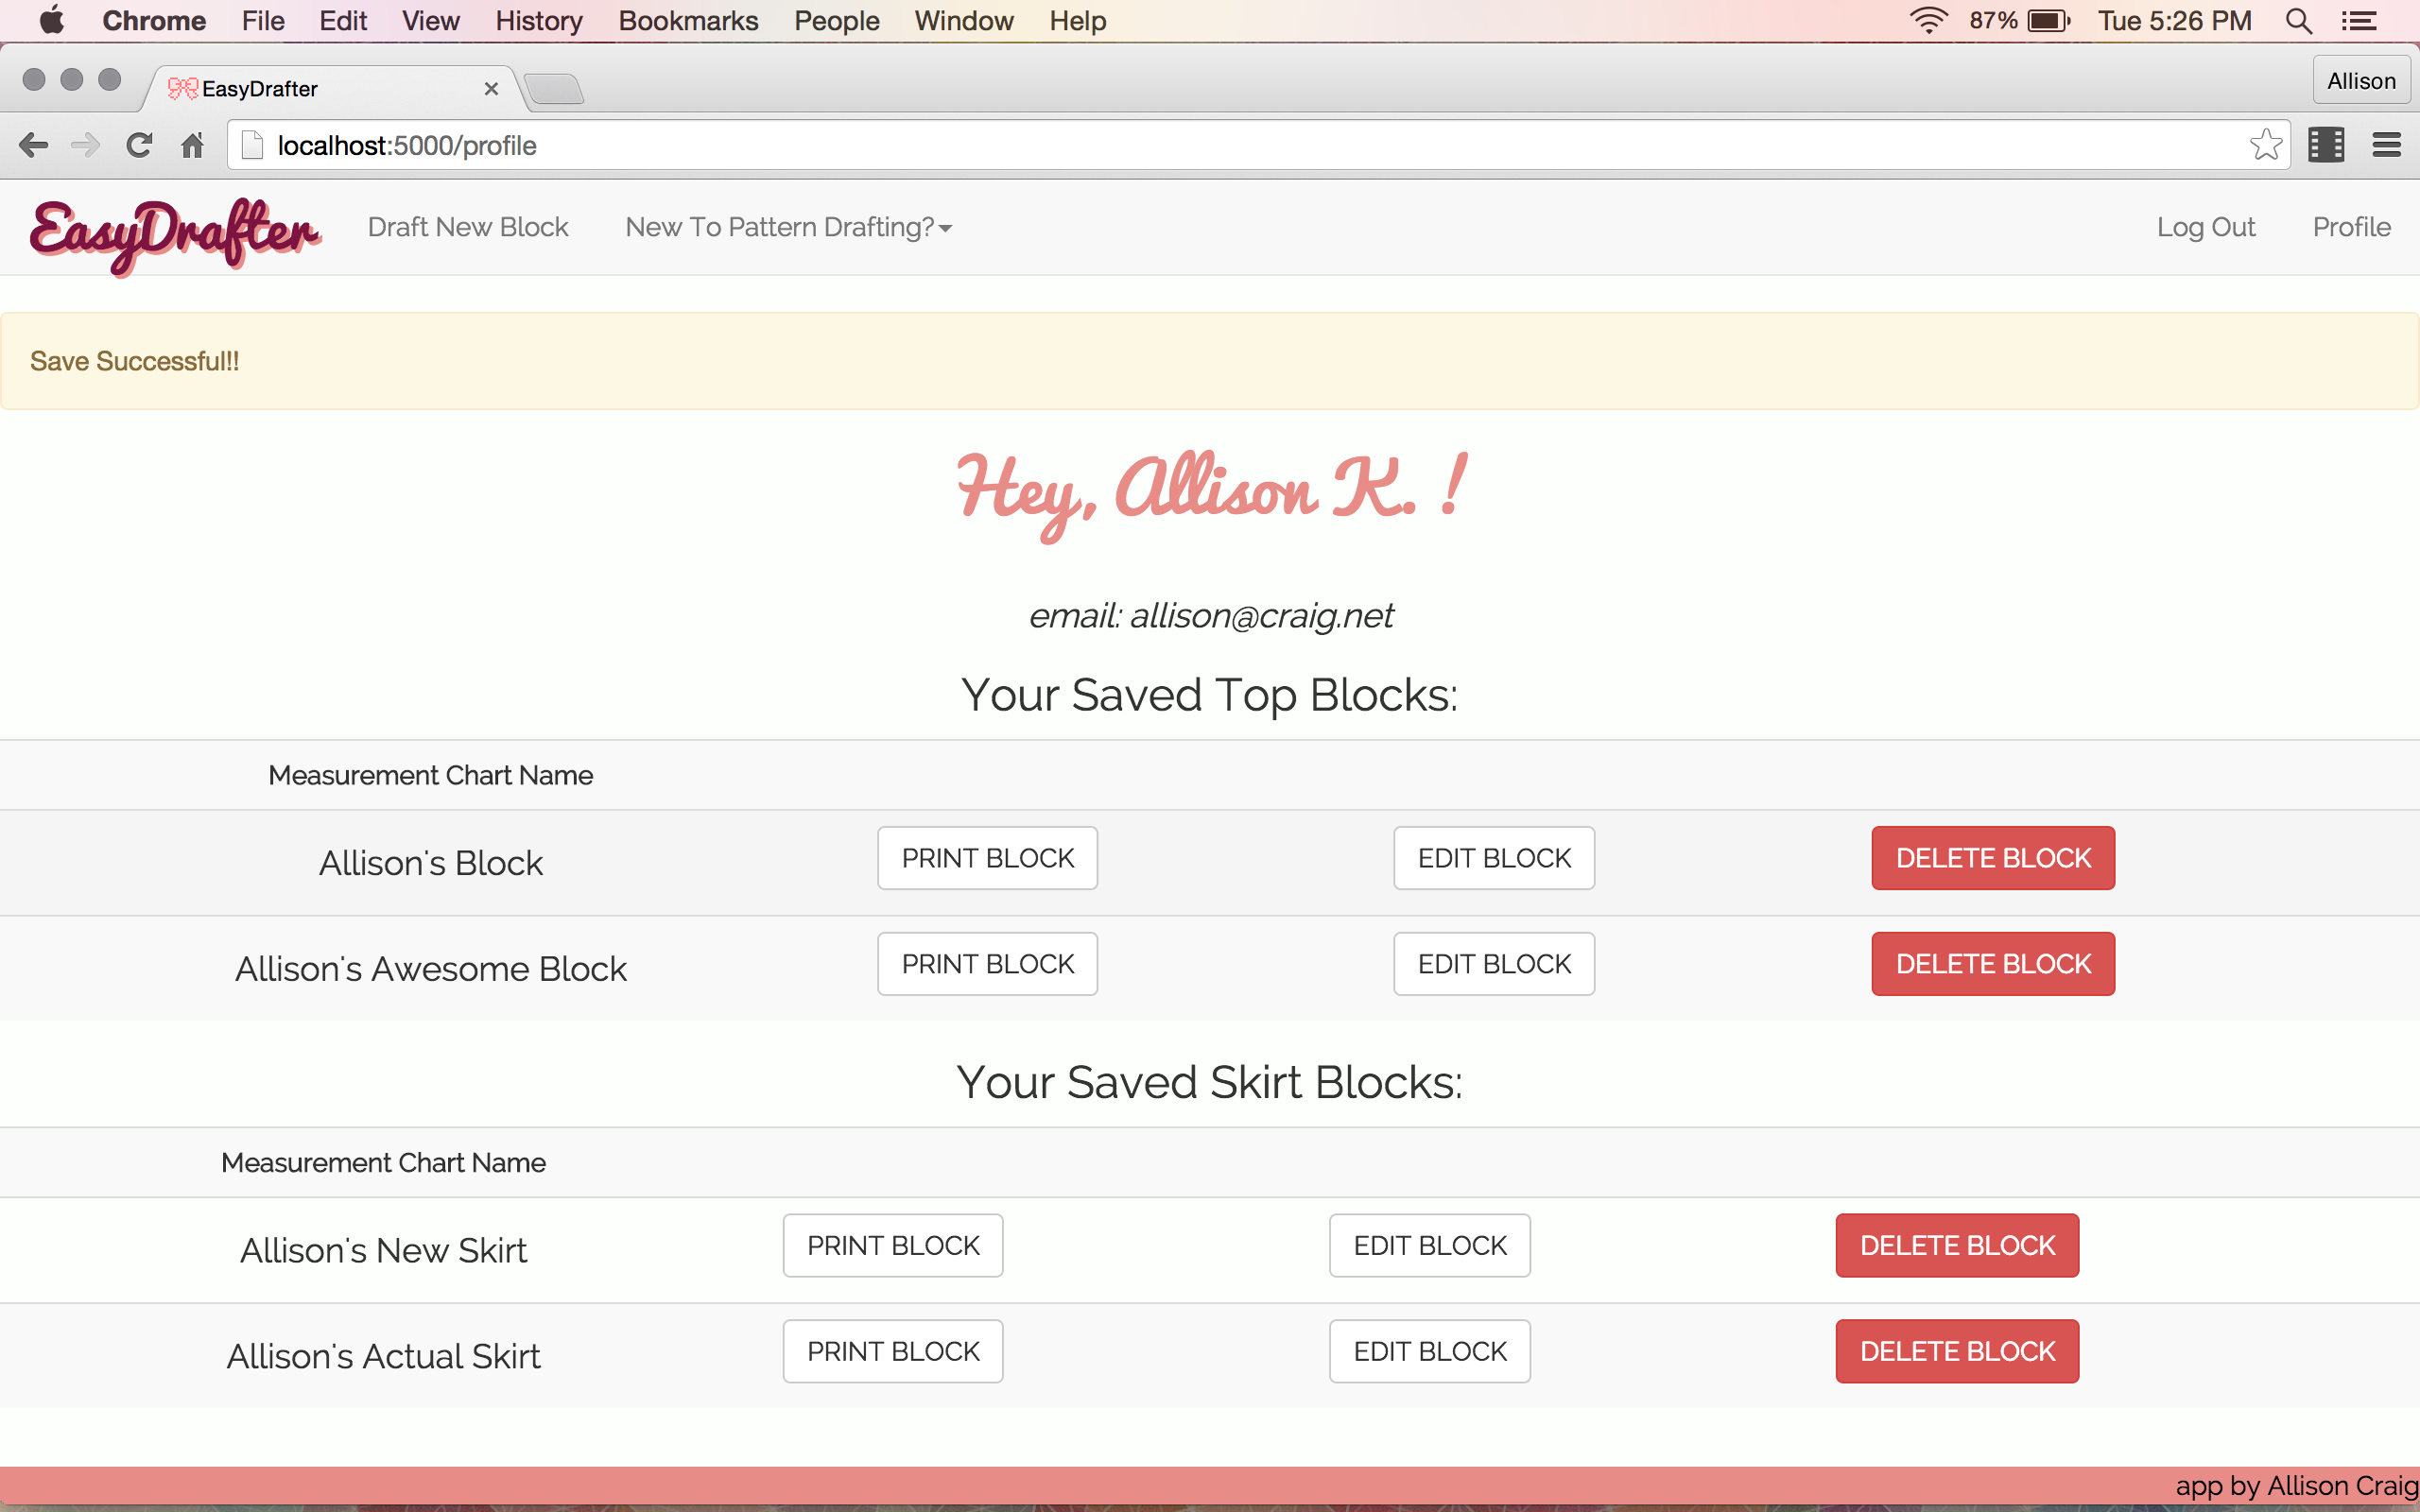 Chrome File Edit View History Bookmarks People Window Help 87% Tue 5:26 PM
EasyDrafter Allison
localhost:5000/profile
EasyDrafter Draft New Block New To Pattern Drafting? Log Out Profile
Save Successful!!
Hey, Allison K. !
email: allison@craig.net
Your Saved Top Blocks:
Measurement Chart Name
Allison's Block PRINT BLOCK EDIT BLOCK DELETE BLOCK
Allison's Awesome Block PRINT BLOCK EDIT BLOCK DELETE BLOCK
Your Saved Skirt Blocks:
Measurement Chart Name
Allison's New Skirt PRINT BLOCK EDIT BLOCK DELETE BLOCK
Allison's Actual Skirt PRINT BLOCK EDIT BLOCK DELETE BLOCK
app by Allison Craig